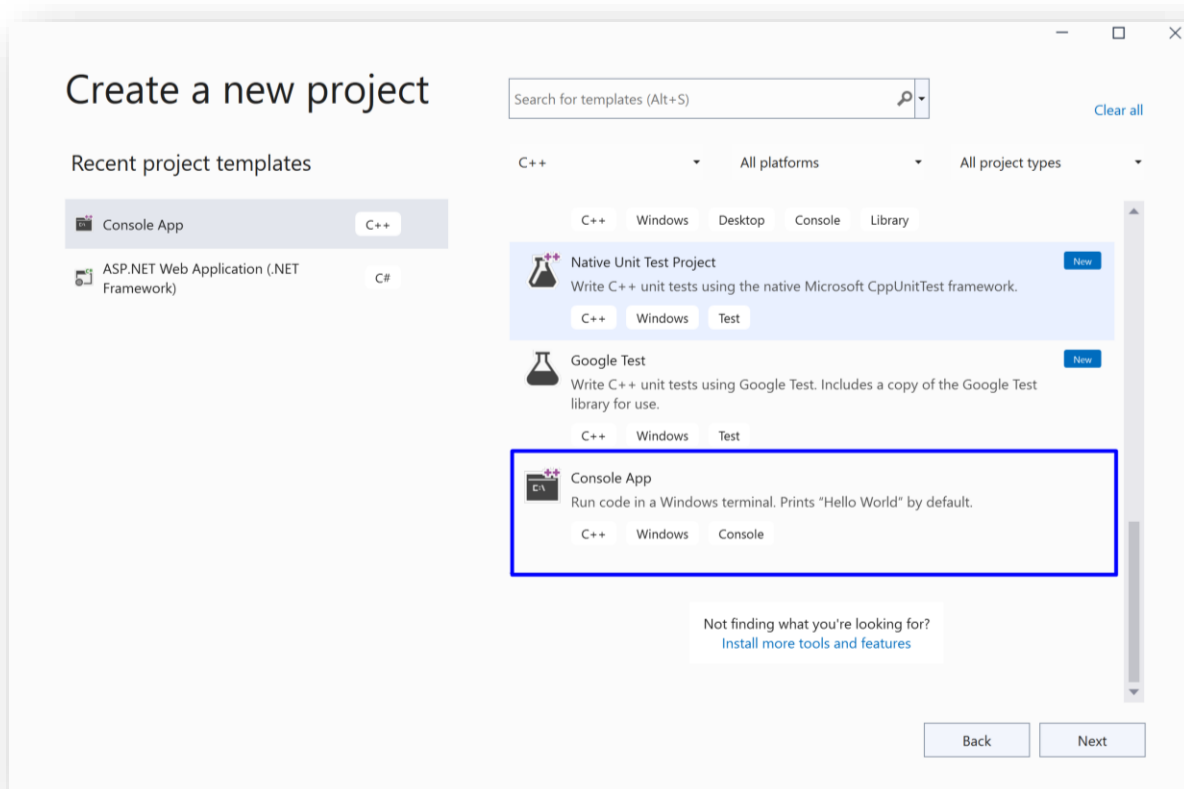 Create a new project
Search for templates (Alt+S)
Clear all
Recent project templates
C++
All platforms
All project types
Console App
C++
ASP.NET Web Application (.NET
Framework)
C#
C++ Windows Desktop Console Library
Native Unit Test Project
New
Write C++ unit tests using the native Microsoft CppUnitTest framework.
C++ Windows Test
Google Test
New
Write C++ unit tests using Google Test. Includes a copy of the Google Test
library for use.
C++ Windows Test
C:\
Console App
Run code in a Windows terminal. Prints "Hello World" by default.
C++ Windows Console
Not finding what you're looking for?
Install more tools and features
Back
Next